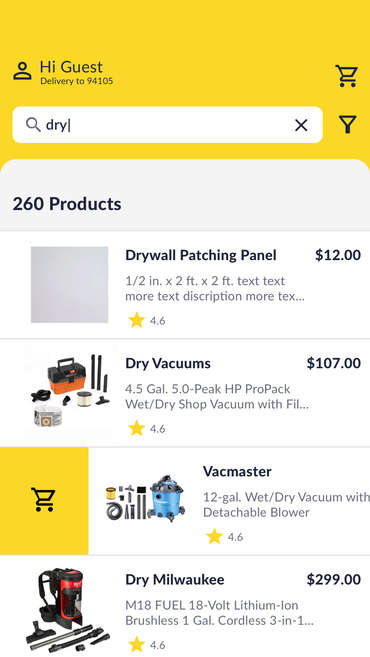 Hi Guest
Delivery to 94105
dry
260 Products
Drywall Patching Panel
$12.00
1/2 in. x 2 ft. x 2 ft. text text
more text discription more tex...
4.6
Dry Vacuums
$107.00
4.5 Gal. 5.0-Peak HP ProPack
Wet/Dry Shop Vacuum with Fil...
4.6
Vacmaster
12-gal. Wet/Dry Vacuum with
Detachable Blower
4.6
Dry Milwaukee
$299.00
M18 FUEL 18-Volt Lithium-Ion
Brushless 1 Gal. Cordless 3-in-1...
4.6